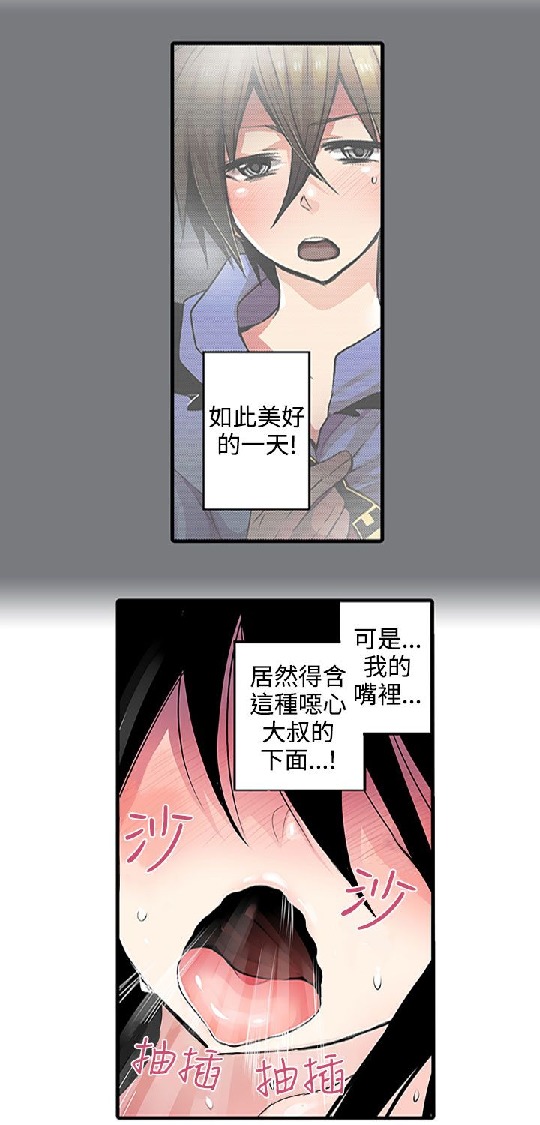 如此美好
的一天!
可是...
我的
嘴裡...
居然得含
這種噁心
大叔的
下面...!
沙
沙
抽插 抽插